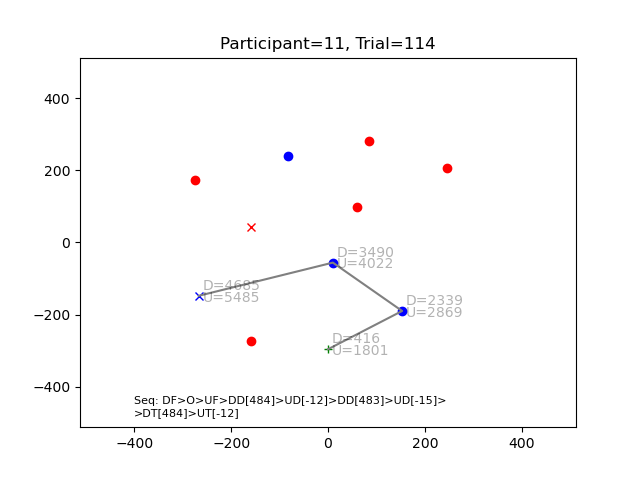 Participant=11, Trial=114
400
200
0
−200
−400
D=3490
U=4022
D=4685
U=5485
D=2339
U=2869
D=416
U=1801
Seq: DF>O>UF>DD[484]>UD[-12]>DD[483]>UD[-15]>
>DT[484]>UT[-12]
−400 −200 0 200 400